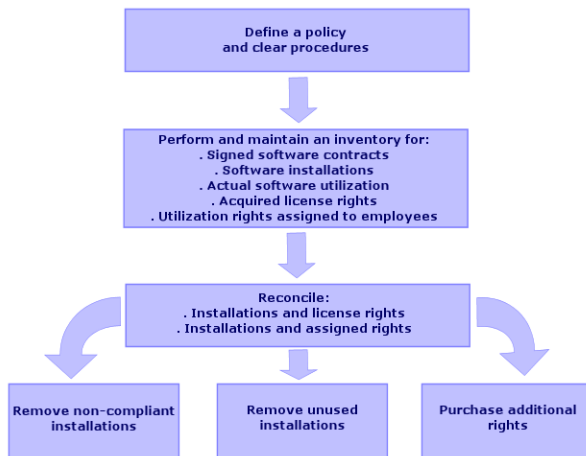 Define a policy
and clear procedures
Perform and maintain an inventory for:
. Signed software contracts
. Software installations
. Actual software utilization
. Acquired license rights
. Utilization rights assigned to employees
Reconcile:
. Installations and license rights
. Installations and assigned rights
Remove non-compliant
installations
Remove unused
installations
Purchase additional
rights